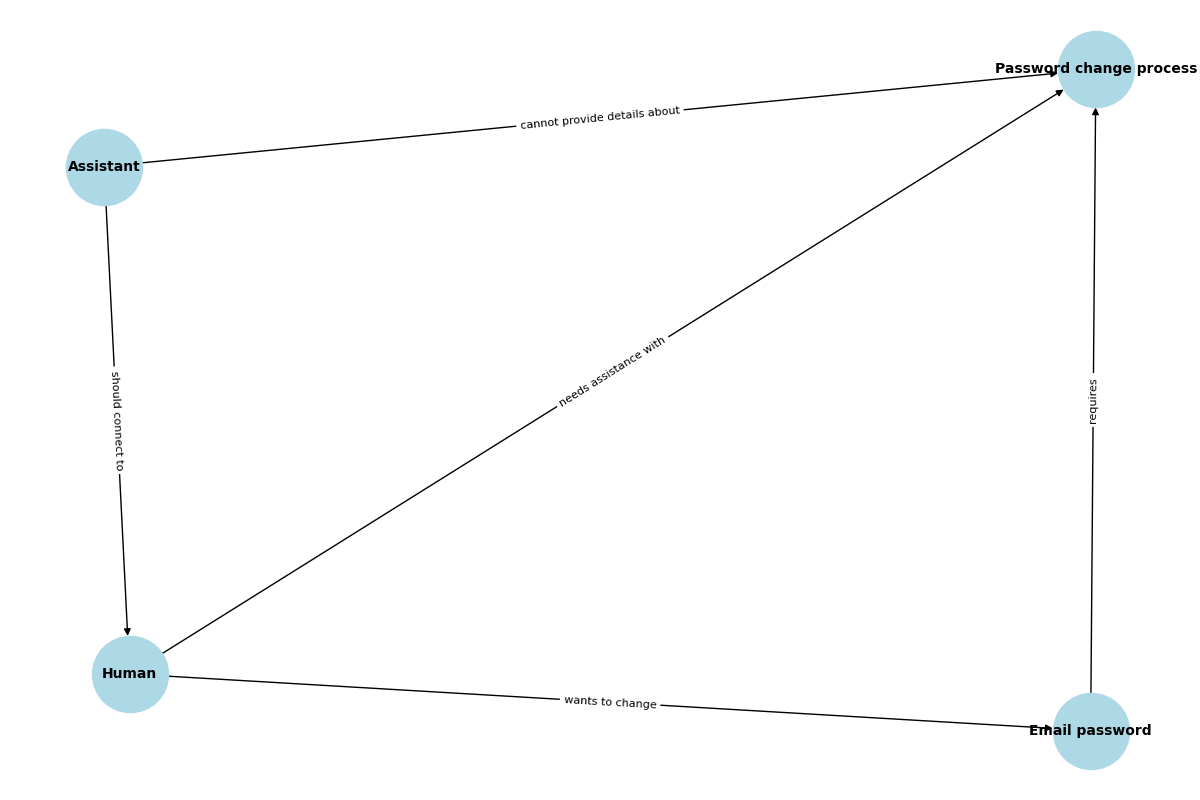 Password change process
cannot provide details about
Assistant
needs assistance with
should connect to
requires
Human
wants to change
Email password